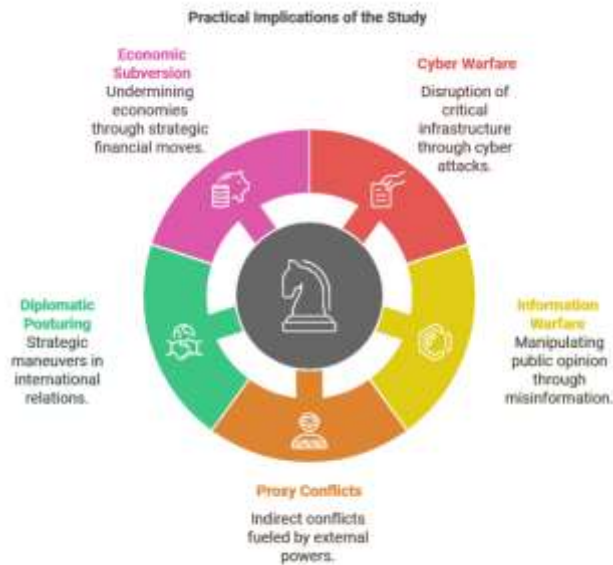 Practical Implications of the Study
Economic
Subversion
Undermining
economies
through strategic
financial moves.
Cyber Warfare
Disruption of
critical
infrastructure
through cyber
attacks.
Diplomatic
Posturing
Strategic
maneuvers in
international
relations.
Information
Warfare
Manipulating
public opinion
through
misinformation.
Proxy Conflicts
Indirect conflicts
fueled by external
powers.